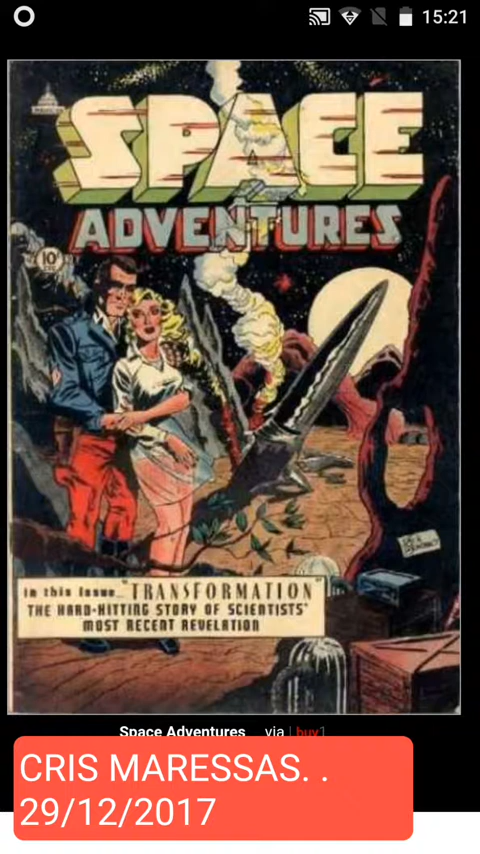 15:21
SPACE
ADVENTURES
10¢
in this issue... "TRANSFORMATION"
THE HARD-HITTING STORY OF SCIENTISTS'
MOST RECENT REVELATION
Space Adventures via | buy1
CRIS MARESSAS. .
29/12/2017